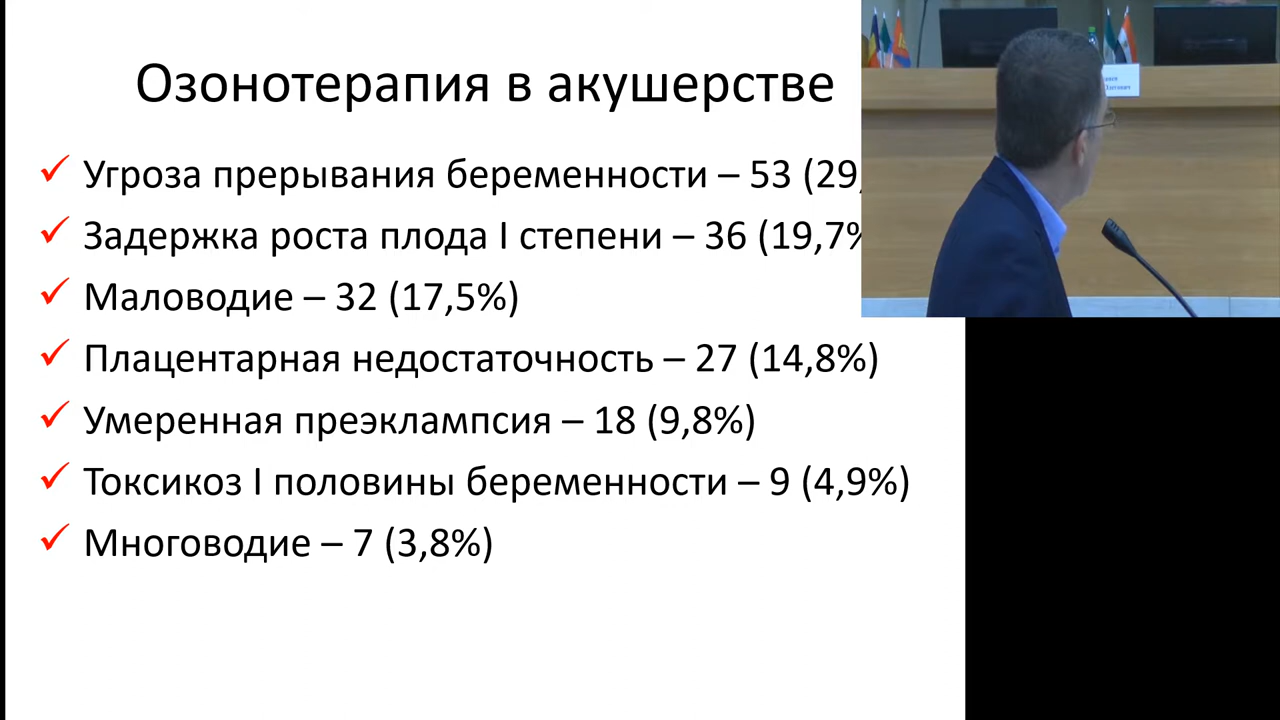 Озонотерапия в акушерстве
✓ Угроза прерывания беременности – 53 (29,
✓ Задержка роста плода I степени – 36 (19,7%
✓ Маловодие – 32 (17,5%)
✓ Плацентарная недостаточность – 27 (14,8%)
✓ Умеренная преэклампсия – 18 (9,8%)
✓ Токсикоз I половины беременности – 9 (4,9%)
✓ Многоводие – 7 (3,8%)